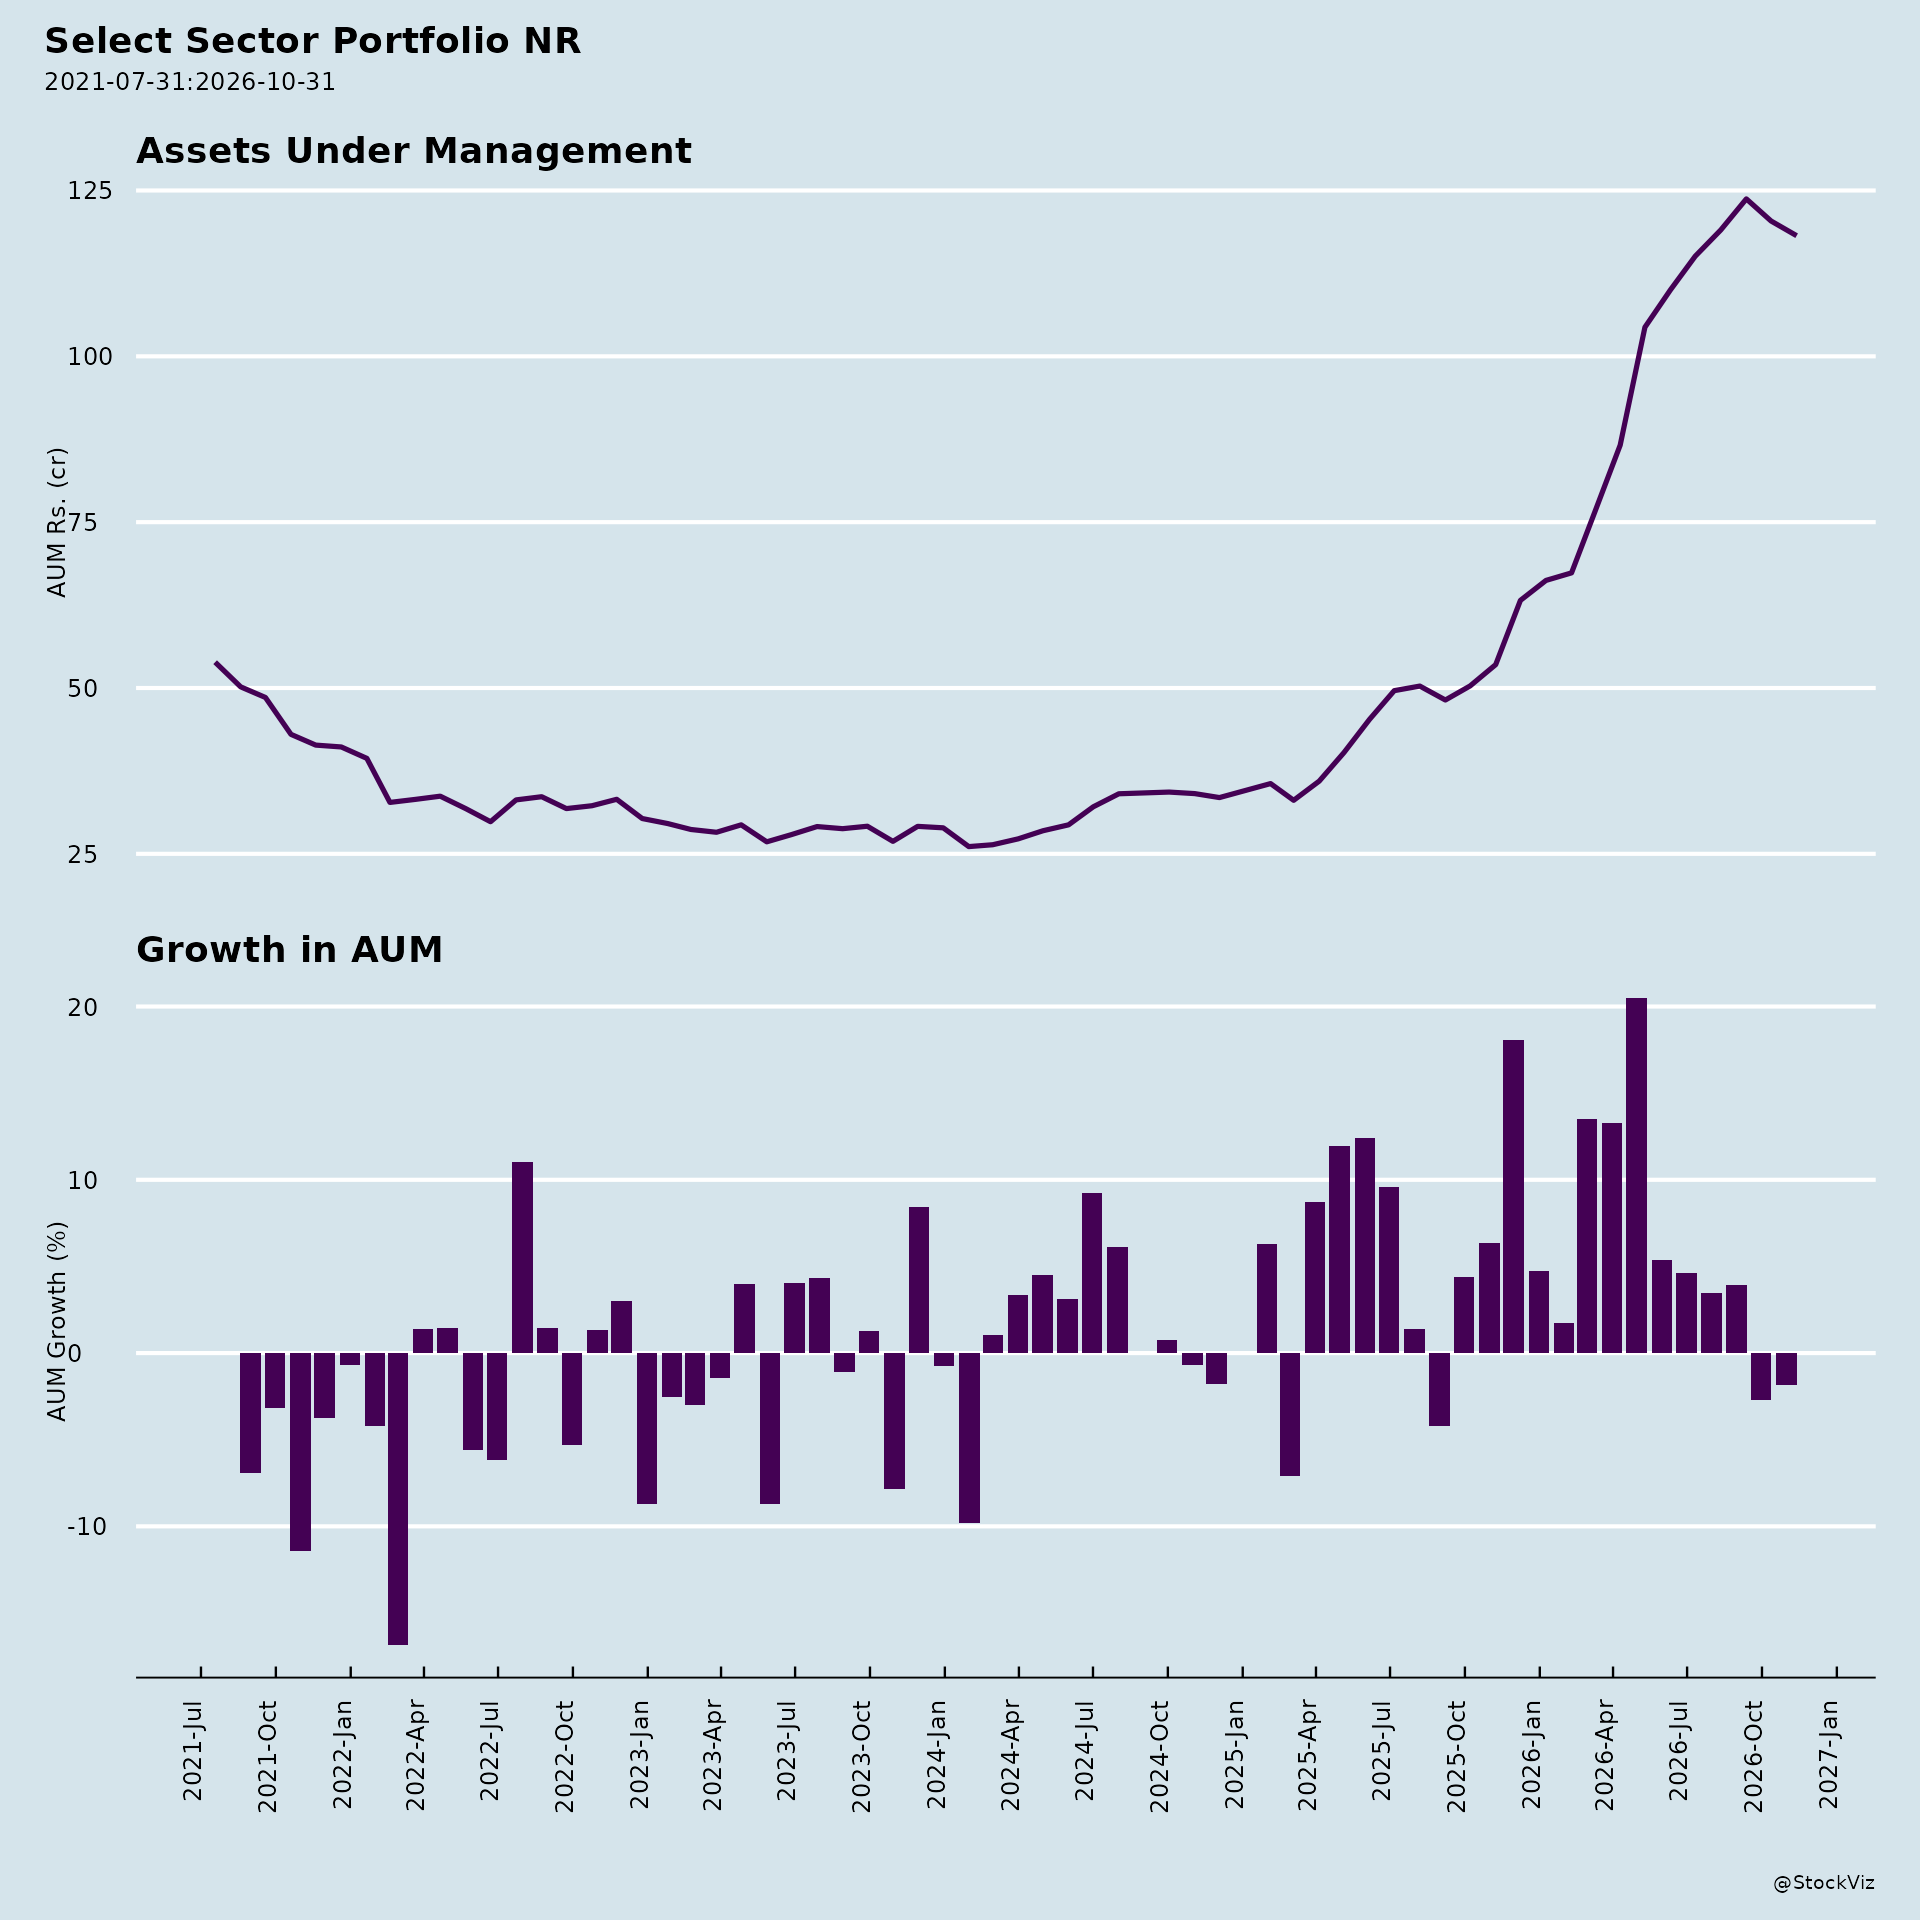 Select Sector Portfolio NR
2021-07-31:2026-10-31
Assets Under Management
AUM Rs. (cr)
125
100
75
50
25
Growth in AUM
AUM Growth (%)
20
10
0
-10
2021-Jul
2021-Oct
2022-Jan
2022-Apr
2022-Jul
2022-Oct
2023-Jan
2023-Apr
2023-Jul
2023-Oct
2024-Jan
2024-Apr
2024-Jul
2024-Oct
2025-Jan
2025-Apr
2025-Jul
2025-Oct
2026-Jan
2026-Apr
2026-Jul
2026-Oct
2027-Jan
@StockViz